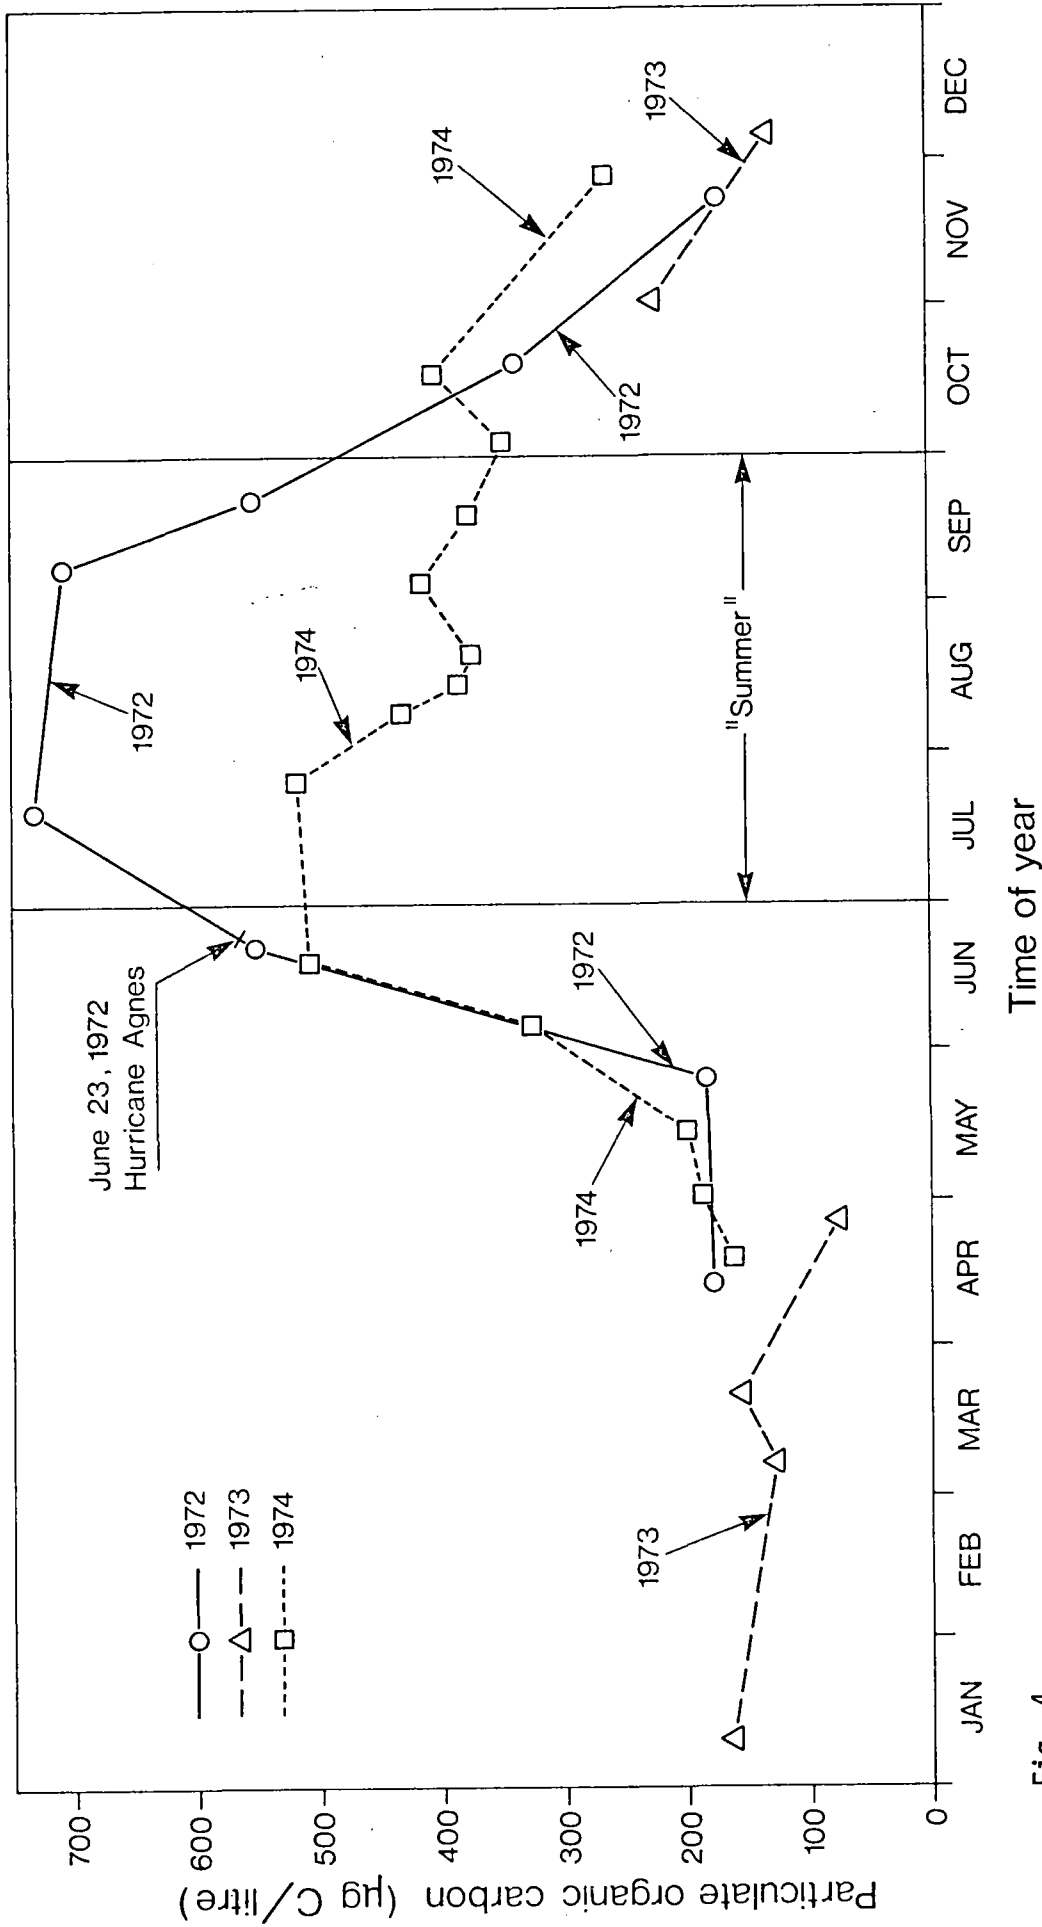 Particulate organic carbon (µg C/litre)
700
600
500
400
300
200
100
0
1972
1973
1974
June 23, 1972
Hurricane Agnes
1972
1974
1974
1973
1972
1974
1972
1973
"Summer"
JAN
FEB
MAR
APR
MAY
JUN
JUL
AUG
SEP
OCT
NOV
DEC
Time of year